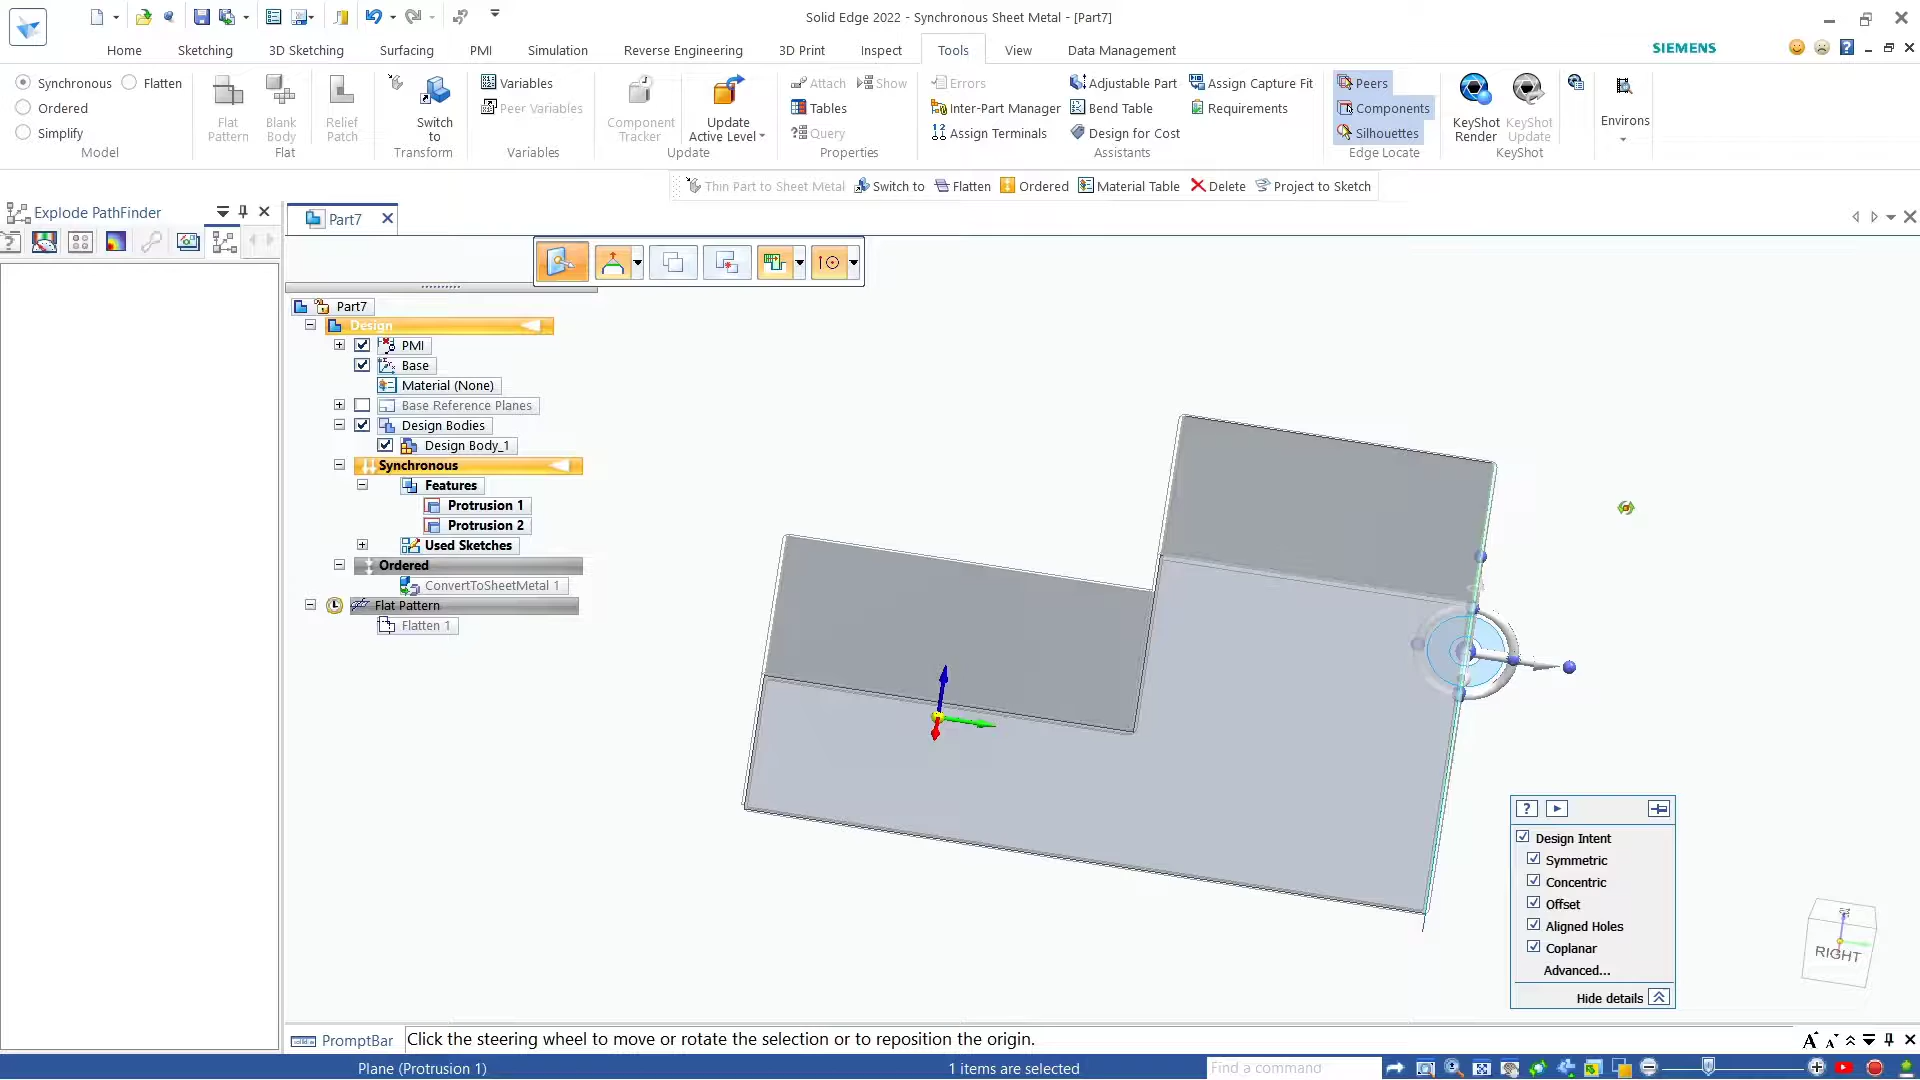 Solid Edge 2022 - Synchronous Sheet Metal - [Part7]
Home Sketching 3D Sketching Surfacing PMI Simulation Reverse Engineering 3D Print Inspect Tools View Data Management SIEMENS
Synchronous Flatten
Ordered
Simplify
Model
Flat Pattern
Blank Body
Flat
Relief Patch
Switch to
Transform
Variables
Peer Variables
Variables
Component Tracker
Update Active Level
Update
Attach Show
Tables
Query
Properties
Errors
Inter-Part Manager
Assign Terminals
Adjustable Part
Bend Table
Design for Cost
Assign Capture Fit
Requirements
Assistants
Peers
Components
Silhouettes
Edge Locate
KeyShot Render
KeyShot Update
KeyShot
Environs
Thin Part to Sheet Metal Switch to Flatten Ordered Material Table Delete Project to Sketch
Explode PathFinder
Part7
Part7
Design
PMI
Base
Material (None)
Base Reference Planes
Design Bodies
Design Body_1
Synchronous
Features
Protrusion 1
Protrusion 2
Used Sketches
Ordered
ConvertToSheetMetal 1
Flat Pattern
Flatten 1
Design Intent
Symmetric
Concentric
Offset
Aligned Holes
Coplanar
Advanced...
Hide details
RIGHT
PromptBar Click the steering wheel to move or rotate the selection or to reposition the origin.
Plane (Protrusion 1) 1 items are selected Find a command